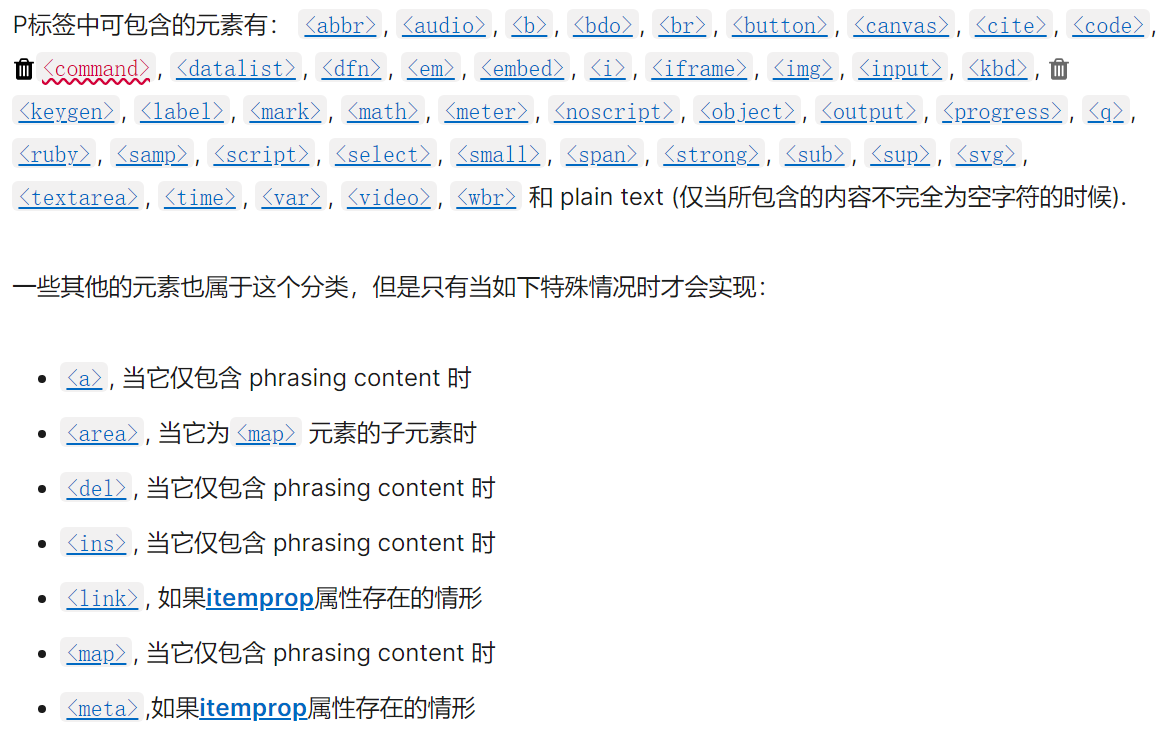 P标签中可包含的元素有： <abbr>, <audio>, <b>, <bdo>, <br>, <button>, <canvas>, <cite>, <code>,
<command>, <datalist>, <dfn>, <em>, <embed>, <i>, <iframe>, <img>, <input>, <kbd>,
<keygen>, <label>, <mark>, <math>, <meter>, <noscript>, <object>, <output>, <progress>, <q>,
<ruby>, <samp>, <script>, <select>, <small>, <span>, <strong>, <sub>, <sup>, <svg>,
<textarea>, <time>, <var>, <video>, <wbr> 和 plain text (仅当所包含的内容不完全为空字符的时候).
一些其他的元素也属于这个分类，但是只有当如下特殊情况时才会实现：
• <a>, 当它仅包含 phrasing content 时
• <area>, 当它为<map> 元素的子元素时
• <del>, 当它仅包含 phrasing content 时
• <ins>, 当它仅包含 phrasing content 时
• <link>, 如果itemprop属性存在的情形
• <map>, 当它仅包含 phrasing content 时
• <meta>,如果itemprop属性存在的情形